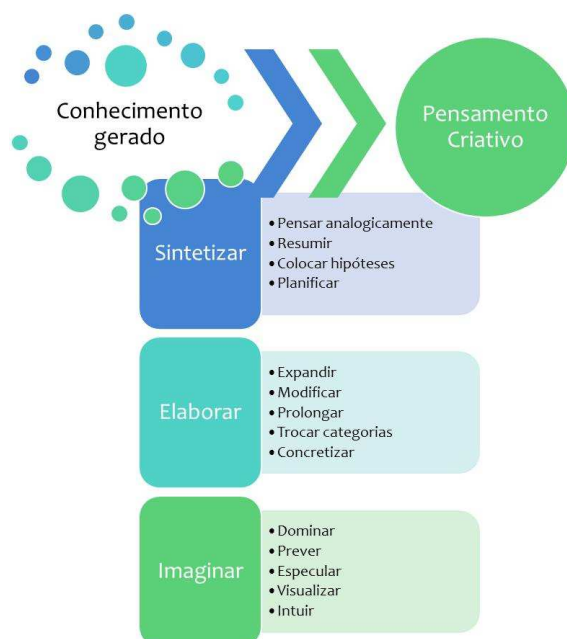 Conhecimento
gerado
Pensamento
Criativo
Sintetizar
• Pensar analogicamente
• Resumir
• Colocar hipóteses
• Planificar
Elaborar
• Expandir
• Modificar
• Prolongar
• Trocar categorias
• Concretizar
Imaginar
• Dominar
• Prever
• Especular
• Visualizar
• Intuir